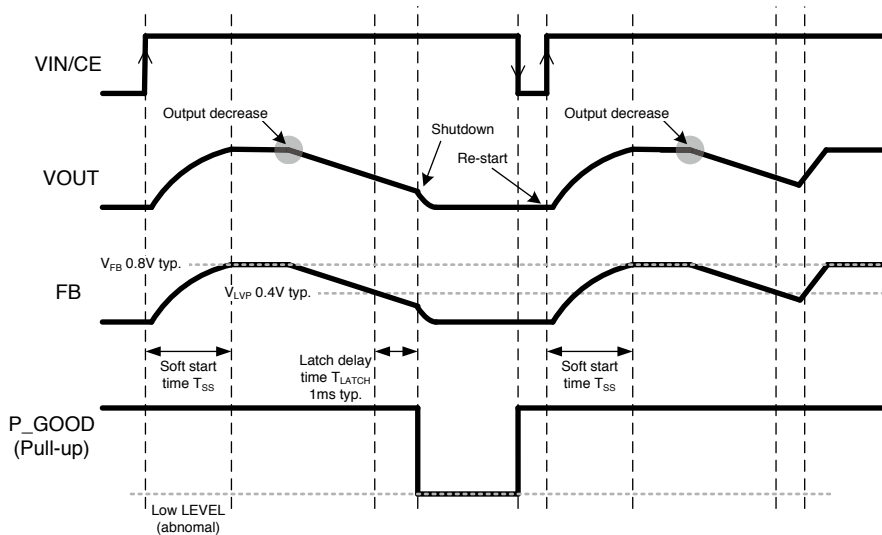 VIN/CE
Output decrease
Shutdown
Output decrease
Re-start
VOUT
VFB 0.8V typ.
FB
VLVP 0.4V typ.
Soft start
time TSS
Latch delay
time TLATCH
1ms typ.
Soft start
time TSS
P_GOOD
(Pull-up)
Low LEVEL
(abnomal)